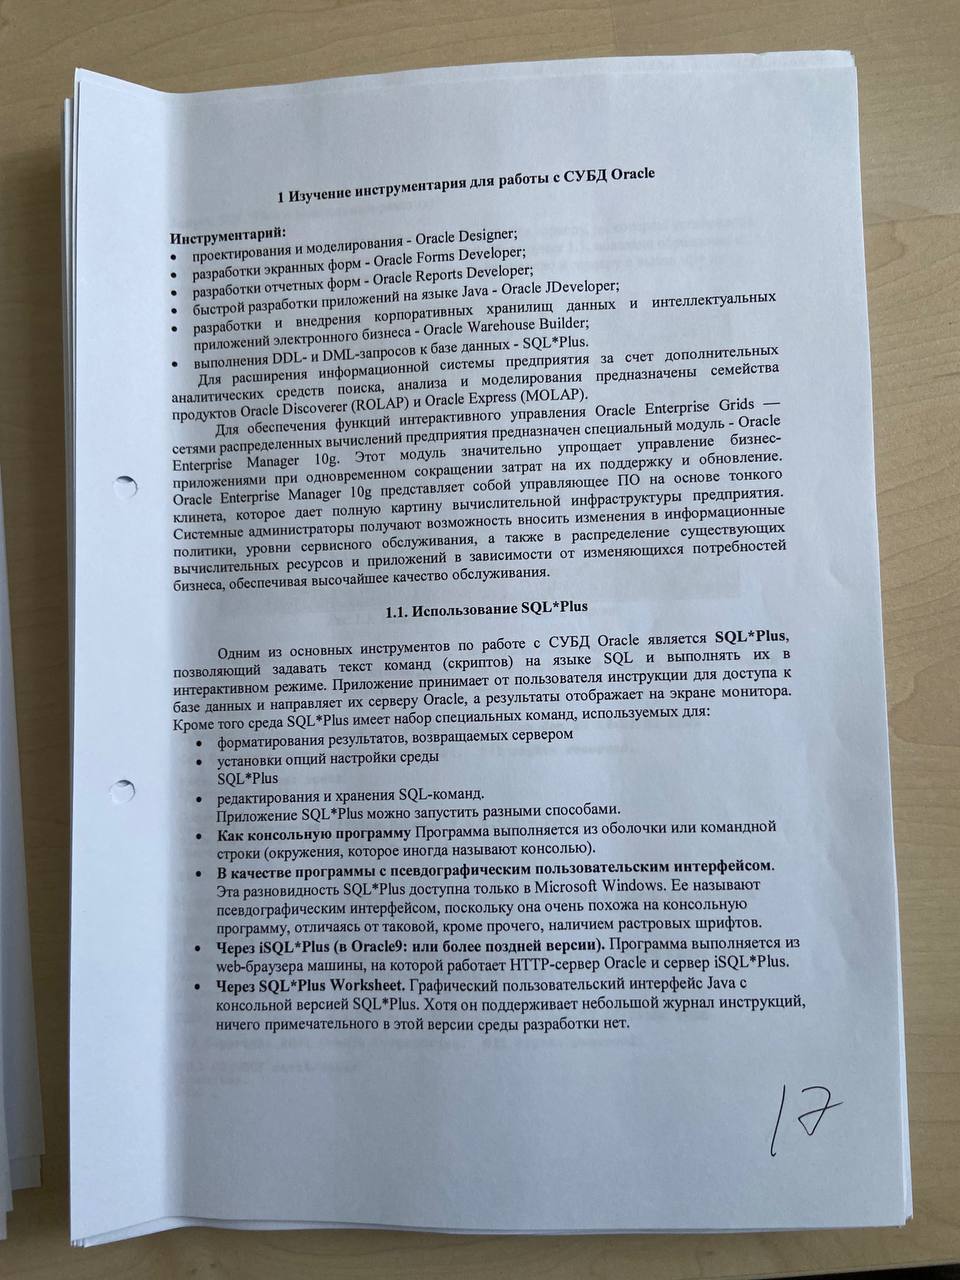 1 Изучение инструментария для работы с СУБД Oracle
Инструментарий:
• проектирования и моделирования - Oracle Designer;
• разработки экранных форм - Oracle Forms Developer;
• разработки отчетных форм - Oracle Reports Developer;
• быстрой разработки приложений на языке Java - Oracle JDeveloper;
• разработки и внедрения корпоративных хранилищ данных и интеллектуальных
приложений электронного бизнеса - Oracle Warehouse Builder;
• выполнения DDL- и DML-запросов к базе данных - SQL*Plus.
Для расширения информационной системы предприятия за счет дополнительных
аналитических средств поиска, анализа и моделирования предназначены семейства
продуктов Oracle Discoverer (ROLAP) и Oracle Express (MOLAP).
Для обеспечения функций интерактивного управления Oracle Enterprise Grids —
сетями распределенных вычислений предприятия предназначен специальный модуль - Oracle
Enterprise Manager 10g. Этот модуль значительно упрощает управление бизнес-
приложениями при одновременном сокращении затрат на их поддержку и обновление.
Oracle Enterprise Manager 10g представляет собой управляющее ПО на основе тонкого
клинета, которое дает полную картину вычислительной инфраструктуры предприятия.
Системные администраторы получают возможность вносить изменения в информационные
политики, уровни сервисного обслуживания, а также в распределение существующих
вычислительных ресурсов и приложений в зависимости от изменяющихся потребностей
бизнеса, обеспечивая высочайшее качество обслуживания.
1.1. Использование SQL*Plus
Одним из основных инструментов по работе с СУБД Oracle является SQL*Plus,
позволяющий задавать текст команд (скриптов) на языке SQL и выполнять их в
интерактивном режиме. Приложение принимает от пользователя инструкции для доступа к
базе данных и направляет их серверу Oracle, а результаты отображает на экране монитора.
Кроме того среда SQL*Plus имеет набор специальных команд, используемых для:
• форматирования результатов, возвращаемых сервером
• установки опций настройки среды
SQL*Plus
• редактирования и хранения SQL-команд.
Приложение SQL*Plus можно запустить разными способами.
• Как консольную программу Программа выполняется из оболочки или командной
строки (окружения, которое иногда называют консолью).
• В качестве программы с псевдографическим пользовательским интерфейсом.
Эта разновидность SQL*Plus доступна только в Microsoft Windows. Ее называют
псевдографическим интерфейсом, поскольку она очень похожа на консольную
программу, отличаясь от таковой, кроме прочего, наличием растровых шрифтов.
• Через iSQL*Plus (в Oracle9: или более поздней версии). Программа выполняется из
web-браузера машины, на которой работает HTTP-сервер Oracle и сервер iSQL*Plus.
• Через SQL*Plus Worksheet. Графический пользовательский интерфейс Java с
консольной версией SQL*Plus. Хотя он поддерживает небольшой журнал инструкций,
ничего примечательного в этой версии среды разработки нет.
17